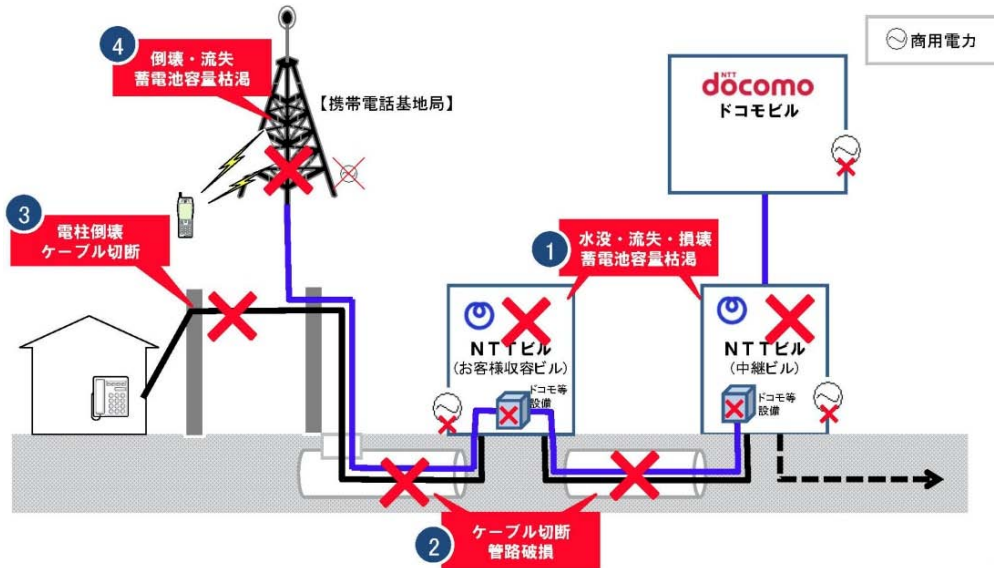 4
倒壊・流失
蓄電池容量枯渇
【携帯電話基地局】
商用電力
NTT
döcomo
ドコモビル
3
電柱倒壊
ケーブル切断
1
水没・流失・損壊
蓄電池容量枯渇
NTTビル
(お客様収容ビル)
ドコモ等
設備
NTTビル
(中継ビル)
ドコモ等
設備
2
ケーブル切断
管路破損